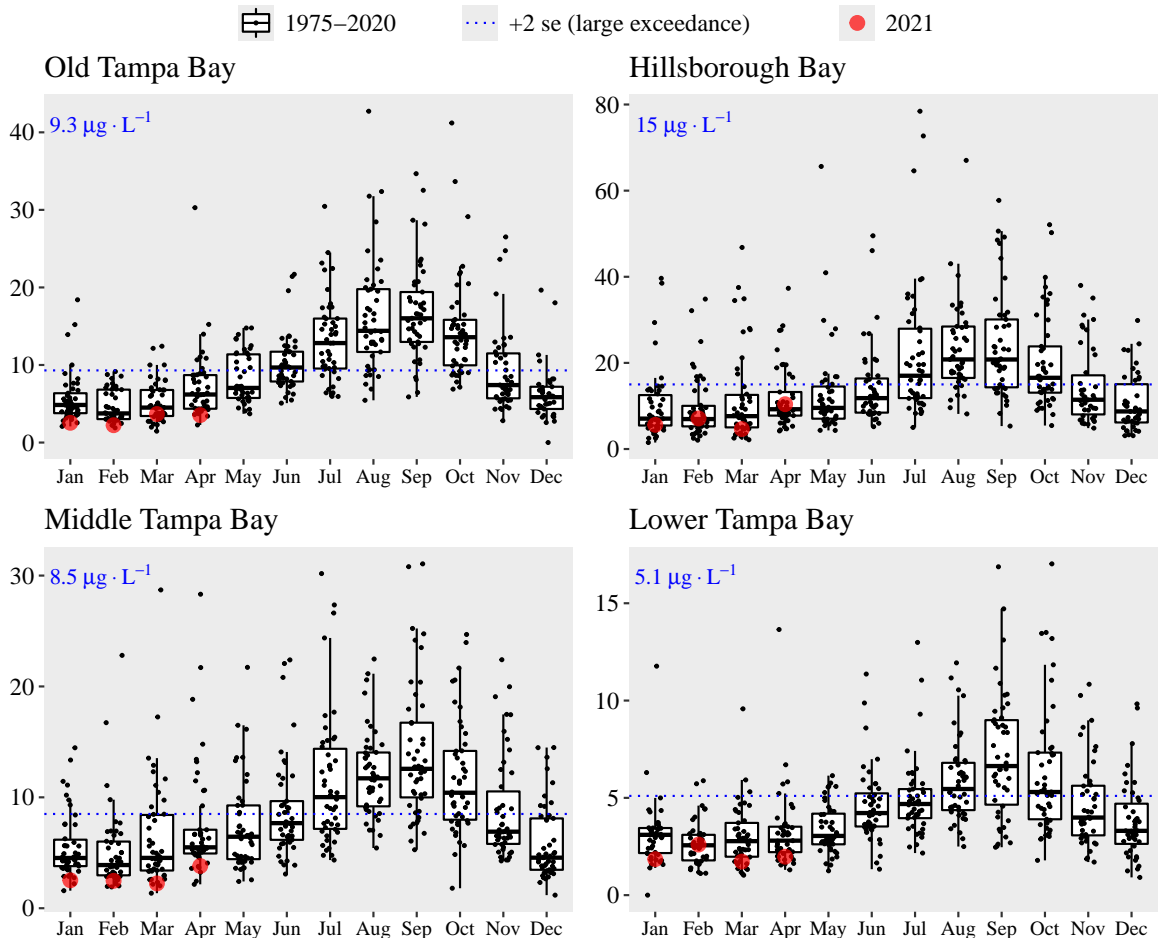 1975–2020 +2 se (large exceedance) 2021
Old Tampa Bay
9.3 μg · L⁻¹
40
30
20
10
0
Jan Feb Mar Apr May Jun Jul Aug Sep Oct Nov Dec
Hillsborough Bay
15 μg · L⁻¹
80
60
40
20
0
Jan Feb Mar Apr May Jun Jul Aug Sep Oct Nov Dec
Middle Tampa Bay
8.5 μg · L⁻¹
30
20
10
0
Jan Feb Mar Apr May Jun Jul Aug Sep Oct Nov Dec
Lower Tampa Bay
5.1 μg · L⁻¹
15
10
5
0
Jan Feb Mar Apr May Jun Jul Aug Sep Oct Nov Dec